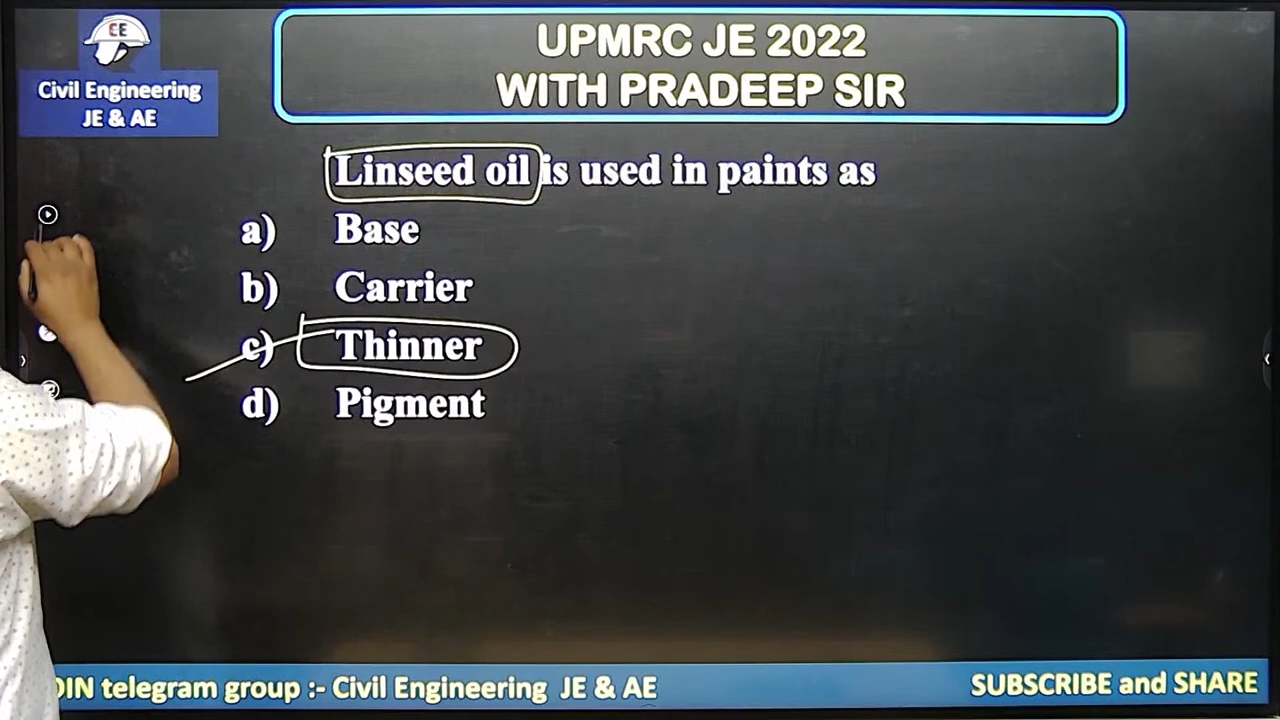 CE
Civil Engineering
JE & AE
UPMRC JE 2022
WITH PRADEEP SIR
Linseed oil is used in paints as
a) Base
b) Carrier
c) Thinner
d) Pigment
OIN telegram group :- Civil Engineering JE & AE
SUBSCRIBE and SHARE